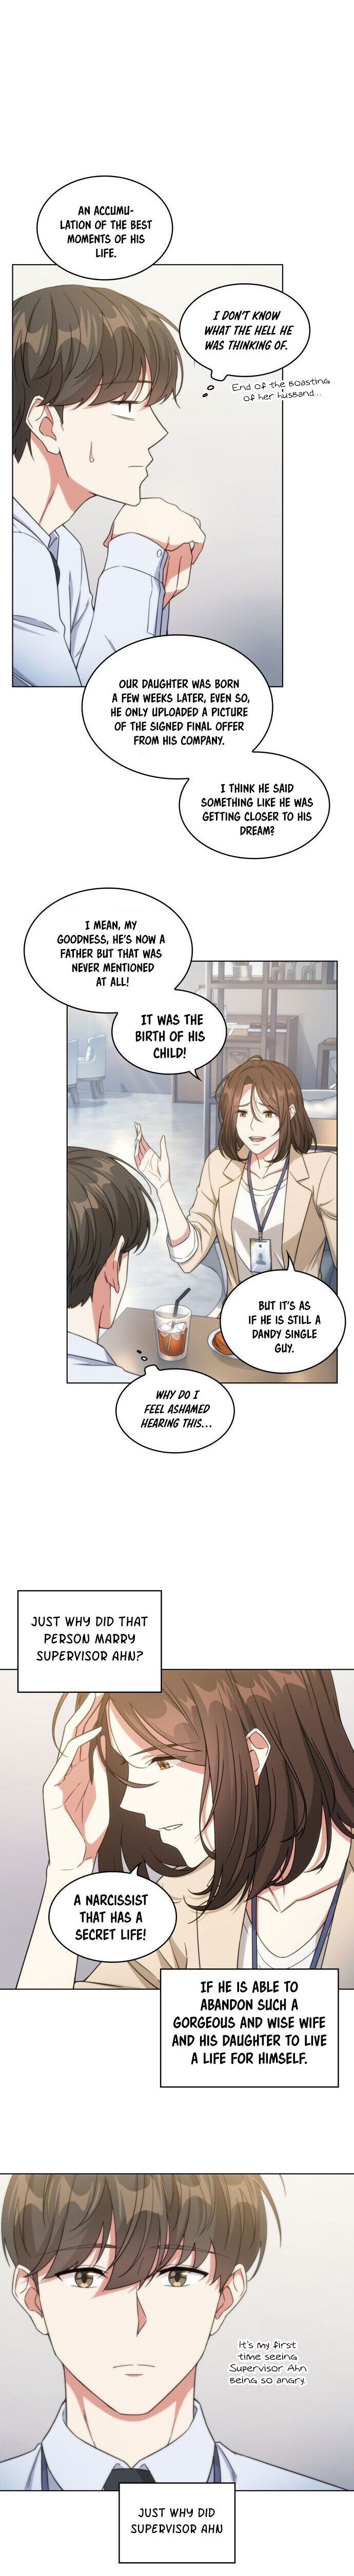 AN ACCUMU-
LATION OF THE BEST
MOMENTS OF HIS
LIFE.
I DON'T KNOW
WHAT THE HELL HE
WAS THINKING OF.
End of the boasting
of her husband...
OUR DAUGHTER WAS BORN
A FEW WEEKS LATER, EVEN SO,
HE ONLY UPLOADED A PICTURE
OF THE SIGNED FINAL OFFER
FROM HIS COMPANY.
I THINK HE SAID
SOMETHING LIKE HE WAS
GETTING CLOSER TO HIS
DREAM?
I MEAN, MY
GOODNESS, HE'S NOW A
FATHER BUT THAT WAS
NEVER MENTIONED
AT ALL!
IT WAS THE
BIRTH OF HIS
CHILD!
BUT IT'S AS
IF HE IS STILL A
DANDY SINGLE
GUY.
WHY DO I
FEEL ASHAMED
HEARING THIS...
JUST WHY DID THAT
PERSON MARRY
SUPERVISOR AHN?
A NARCISSIST
THAT HAS A
SECRET LIFE!
IF HE IS ABLE TO
ABANDON SUCH A
GORGEOUS AND WISE WIFE
AND HIS DAUGHTER TO LIVE
A LIFE FOR HIMSELF.
It's my first
time seeing
Supervisor Ahn
being so angry.
JUST WHY DID
SUPERVISOR AHN